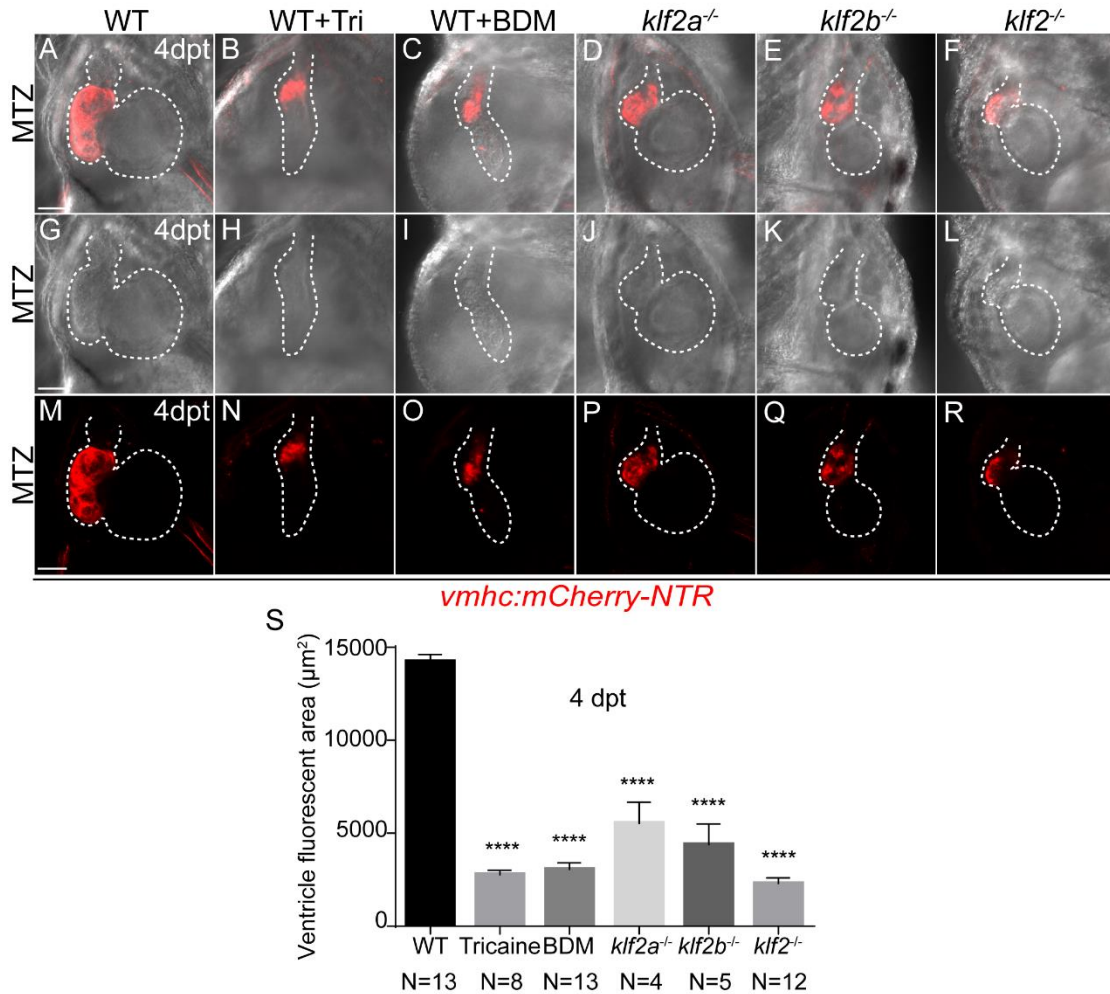 WT WT+Tri WT+BDM klf2a-/- klf2b-/- klf2-/-
MTZ A 4dpt B C D E F
MTZ G 4dpt H I J K L
MTZ M 4dpt N O P Q R
vmhc:mCherry-NTR
S
Ventricle fluorescent area (µm²)
15000
4 dpt
10000
**** ****
5000
**** **** ****
0
WT Tricaine BDM klf2a-/- klf2b-/- klf2-/-
N=13 N=8 N=13 N=4 N=5 N=12